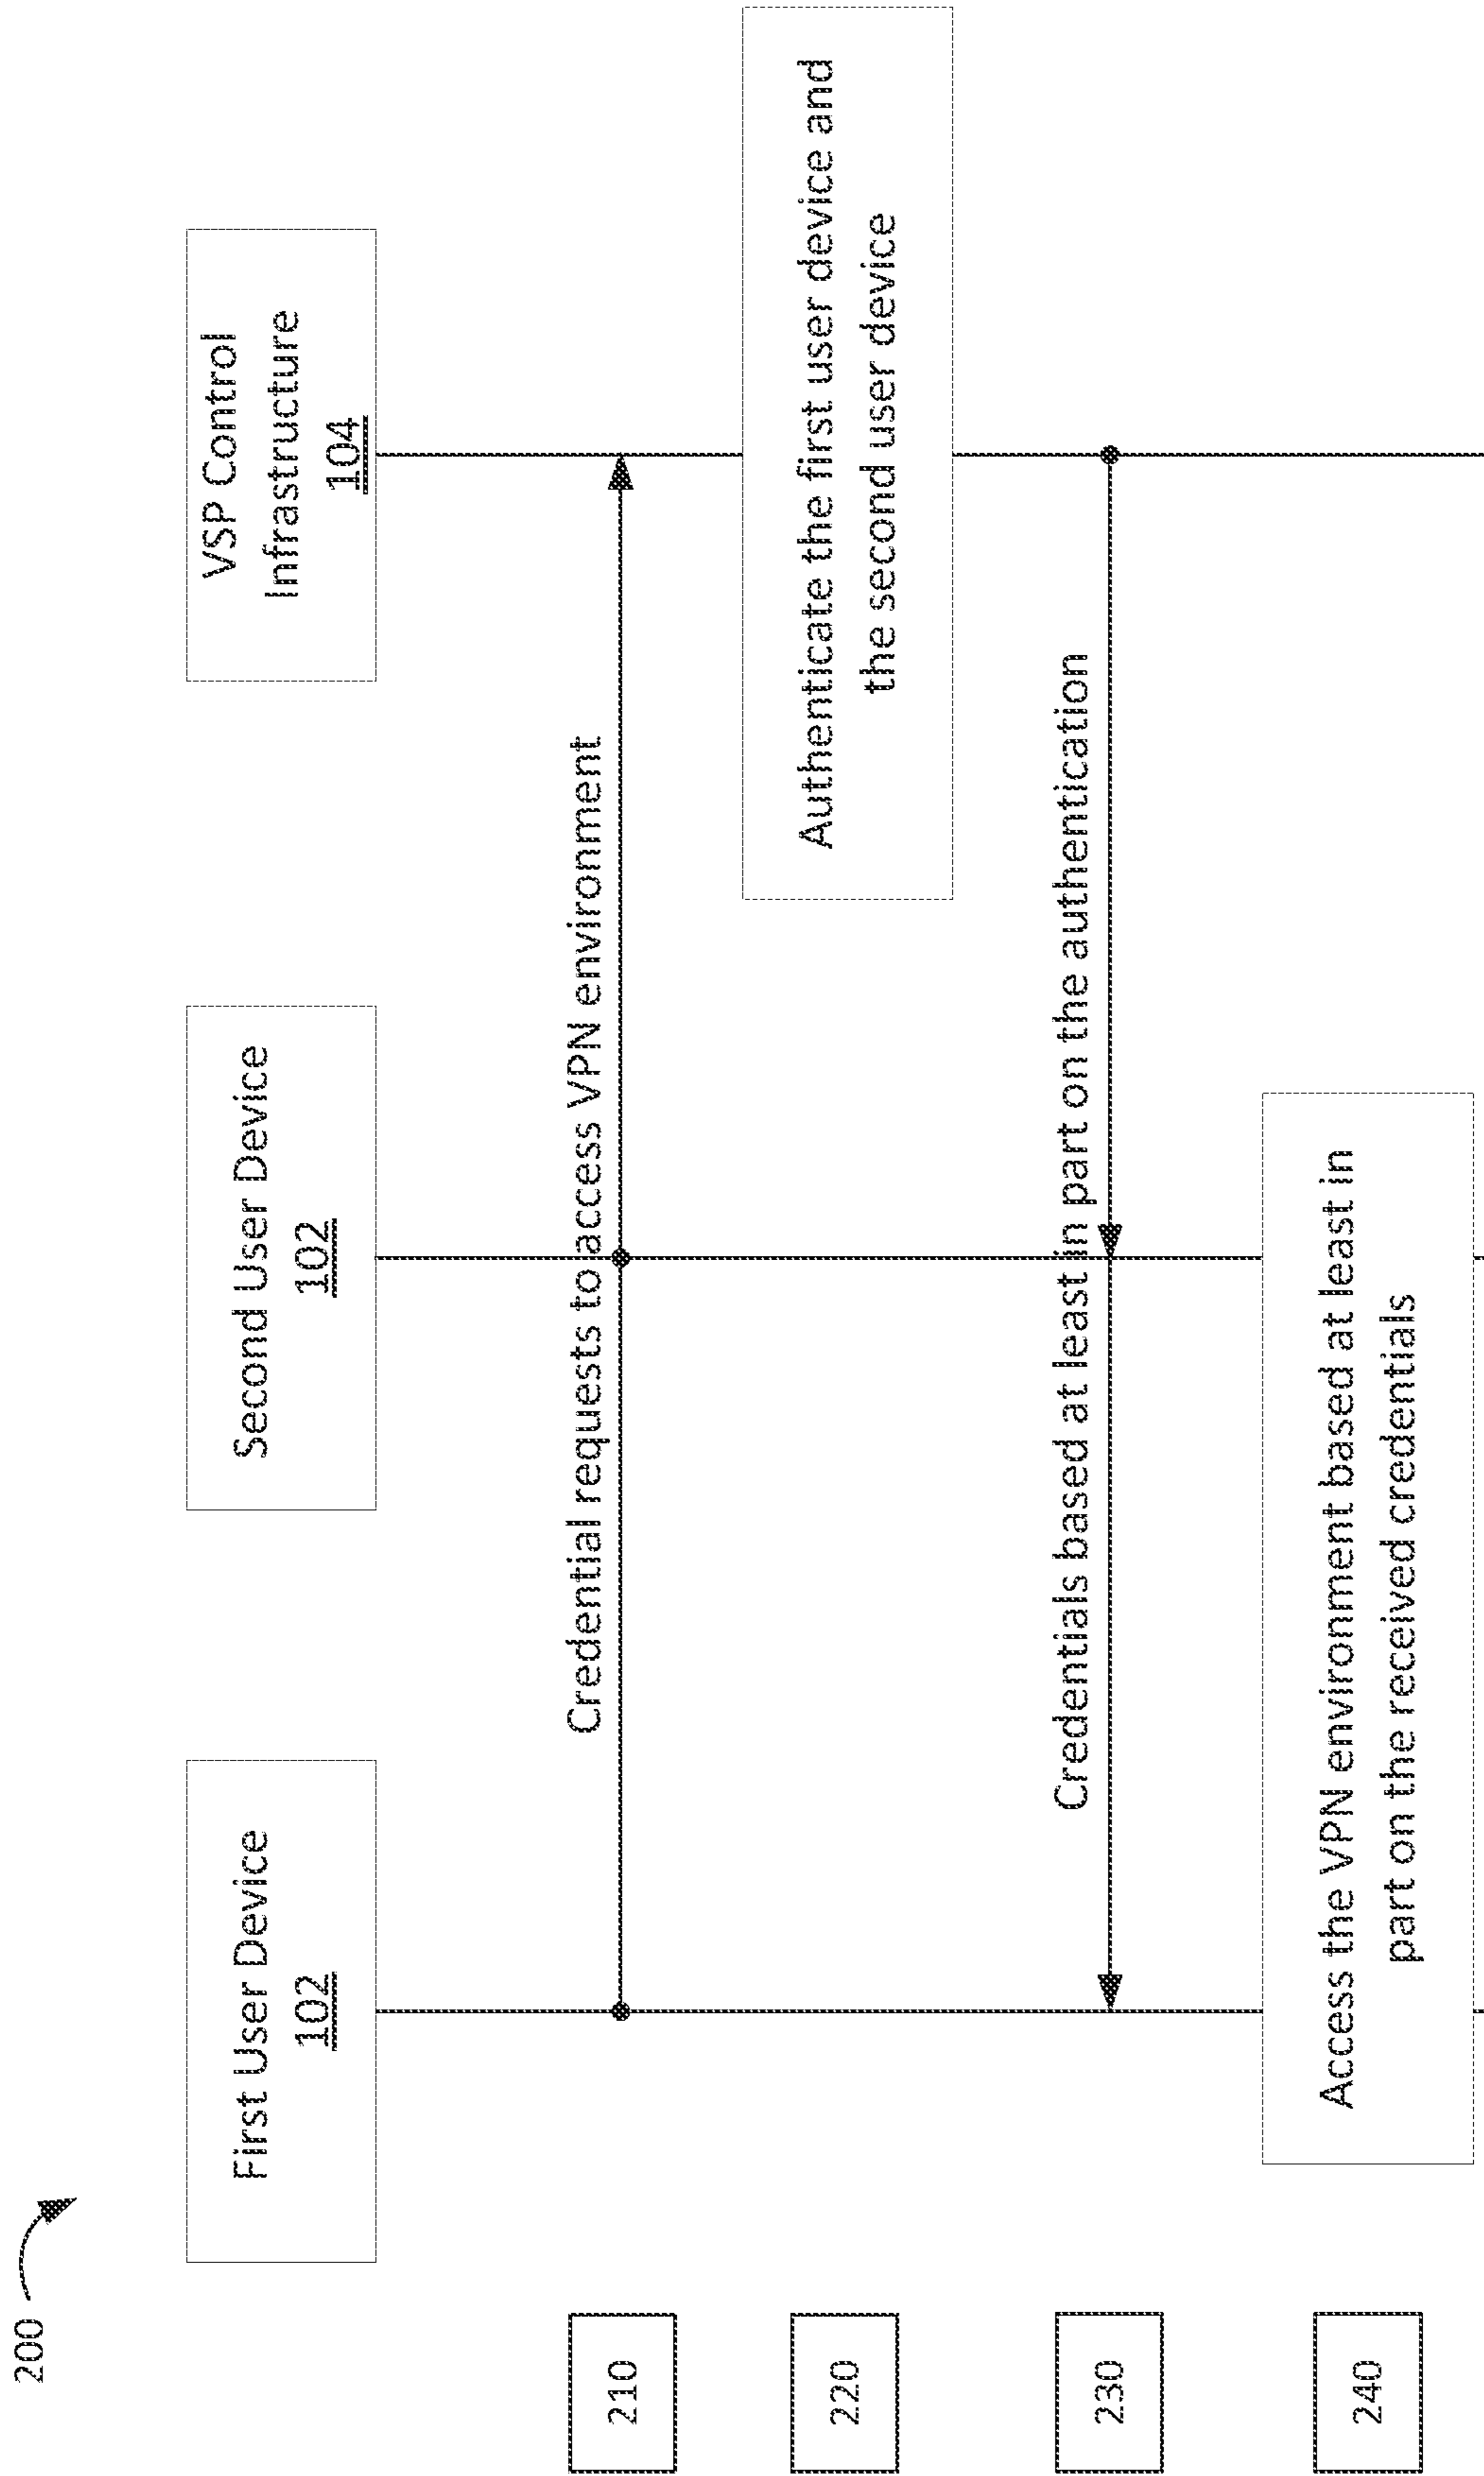 200
First User Device
102
Second User Device
102
VSP Control
Infrastructure
104
210
Credential requests to access VPN environment
220
Authenticate the first user device and
the second user device
230
Credentials based at least in part on the authentication
240
Access the VPN environment based at least in
part on the received credentials